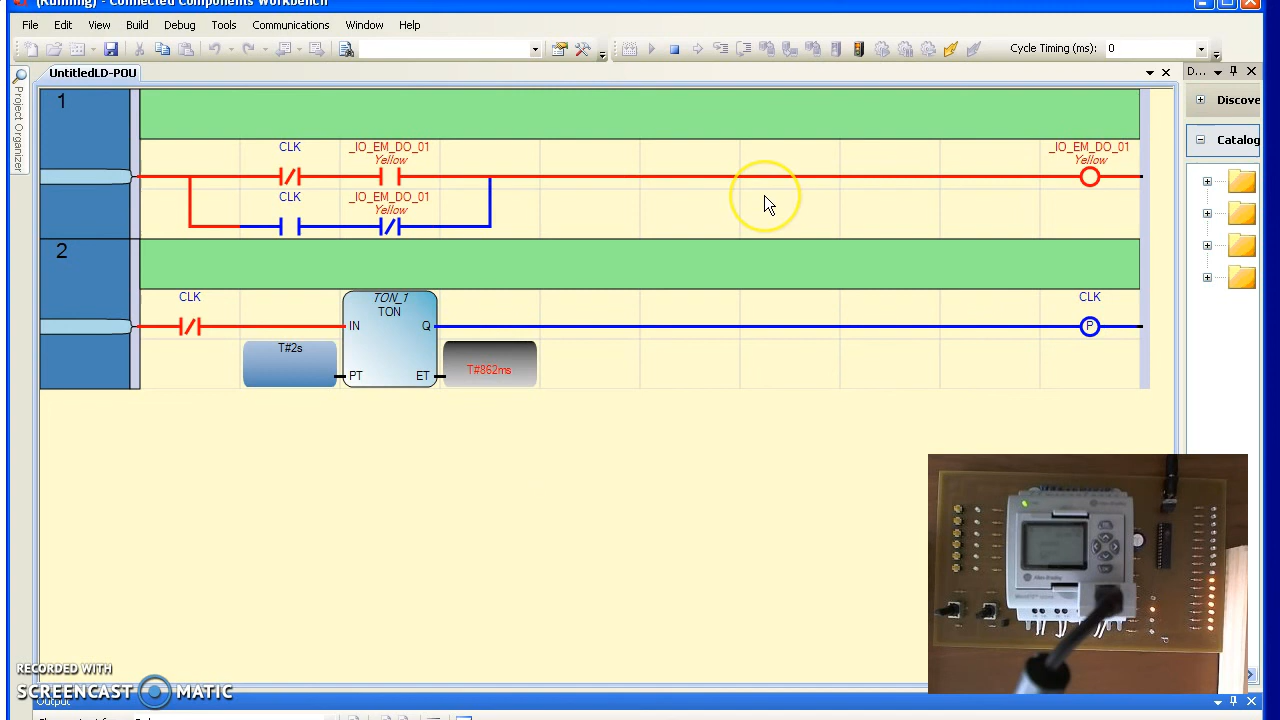 (Running) - Connected Components Workbench
File Edit View Build Debug Tools Communications Window Help
Cycle Timing (ms): 0
UntitledLD-POU
D...
Project Organizer
Discove
Catalog
1
CLK _IO_EM_DO_01 _IO_EM_DO_01
Yellow Yellow
CLK _IO_EM_DO_01
Yellow
2
CLK TON_1 CLK
TON
IN Q P
T#2s
PT ET T#862ms
RECORDED WITH
SCREENCAST MATIC
Output